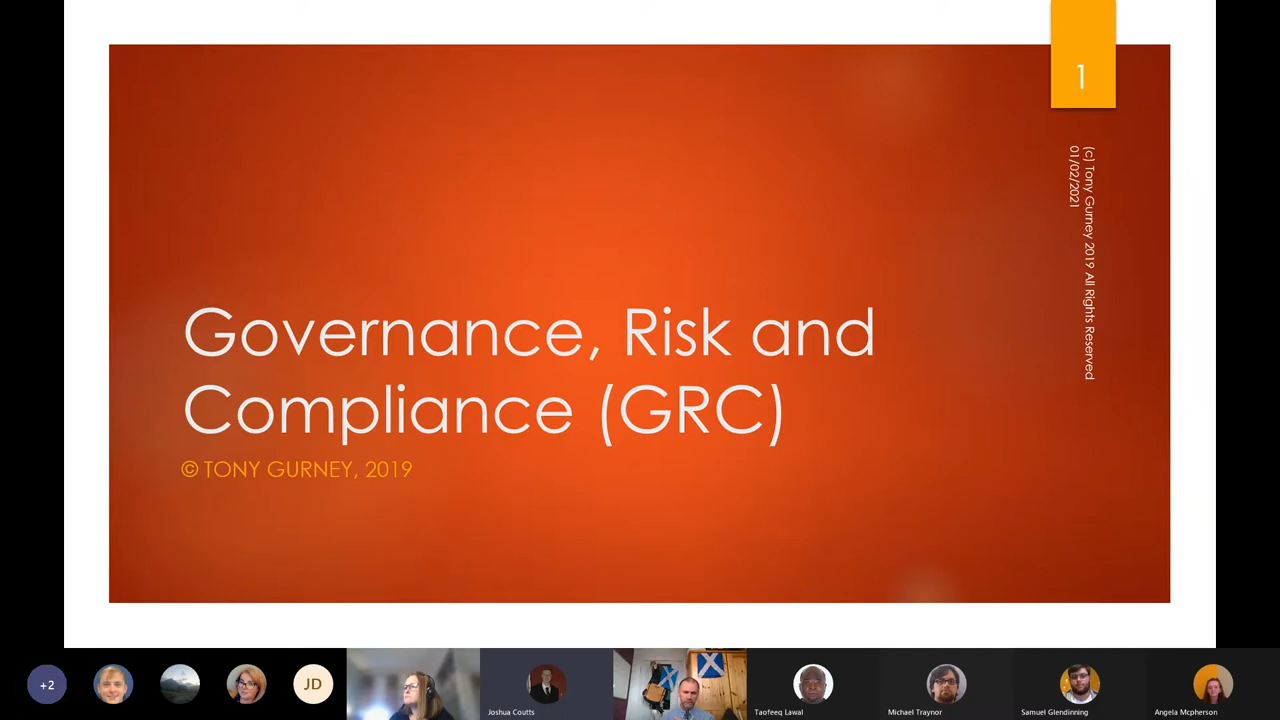 1
(c) Tony Gurney 2019 All Rights Reserved
01/02/2021
Governance, Risk and
Compliance (GRC)
© TONY GURNEY, 2019
+2
JD
Joshua Coutts
Taofeeq Lawal
Michael Traynor
Samuel Glendinning
Angela Mcpherson